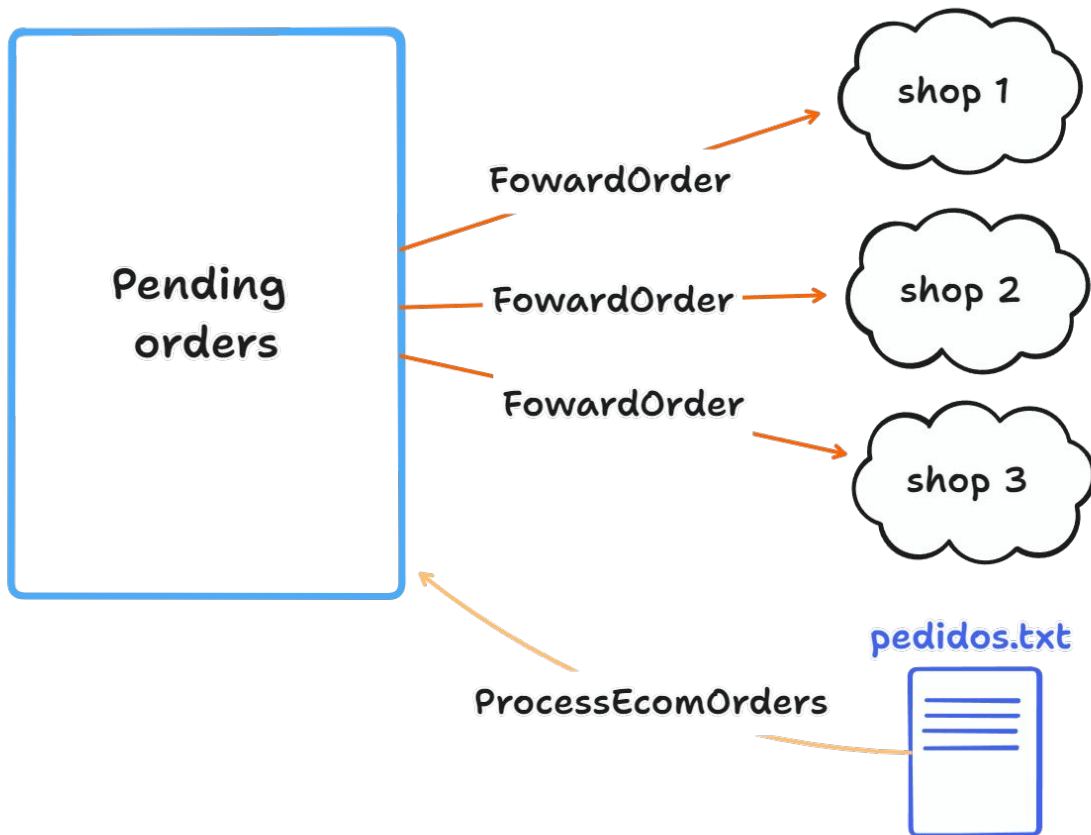 shop 1
FowardOrder
Pending
orders
FowardOrder
shop 2
FowardOrder
shop 3
pedidos.txt
ProcessEcomOrders